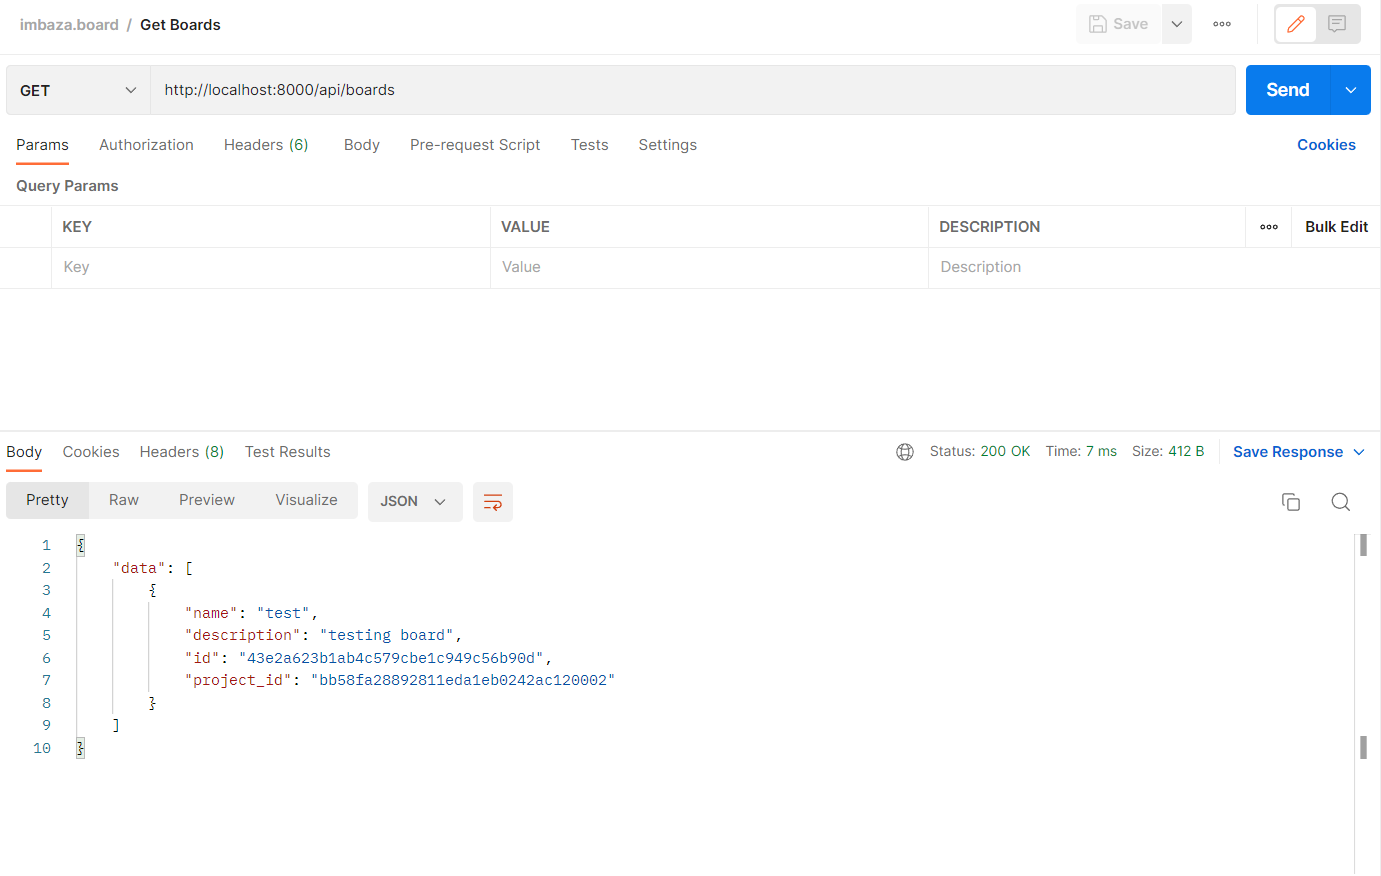 imbaza.board / Get Boards
Save
GET
http://localhost:8000/api/boards
Send
Params Authorization Headers (6) Body Pre-request Script Tests Settings Cookies
Query Params
KEY VALUE DESCRIPTION Bulk Edit
Key Value Description
Body Cookies Headers (8) Test Results Status: 200 OK Time: 7 ms Size: 412 B Save Response
Pretty Raw Preview Visualize JSON
1 {
2 "data": [
3 {
4 "name": "test",
5 "description": "testing board",
6 "id": "43e2a623b1ab4c579cbe1c949c56b90d",
7 "project_id": "bb58fa28892811eda1eb0242ac120002"
8 }
9 ]
10 }